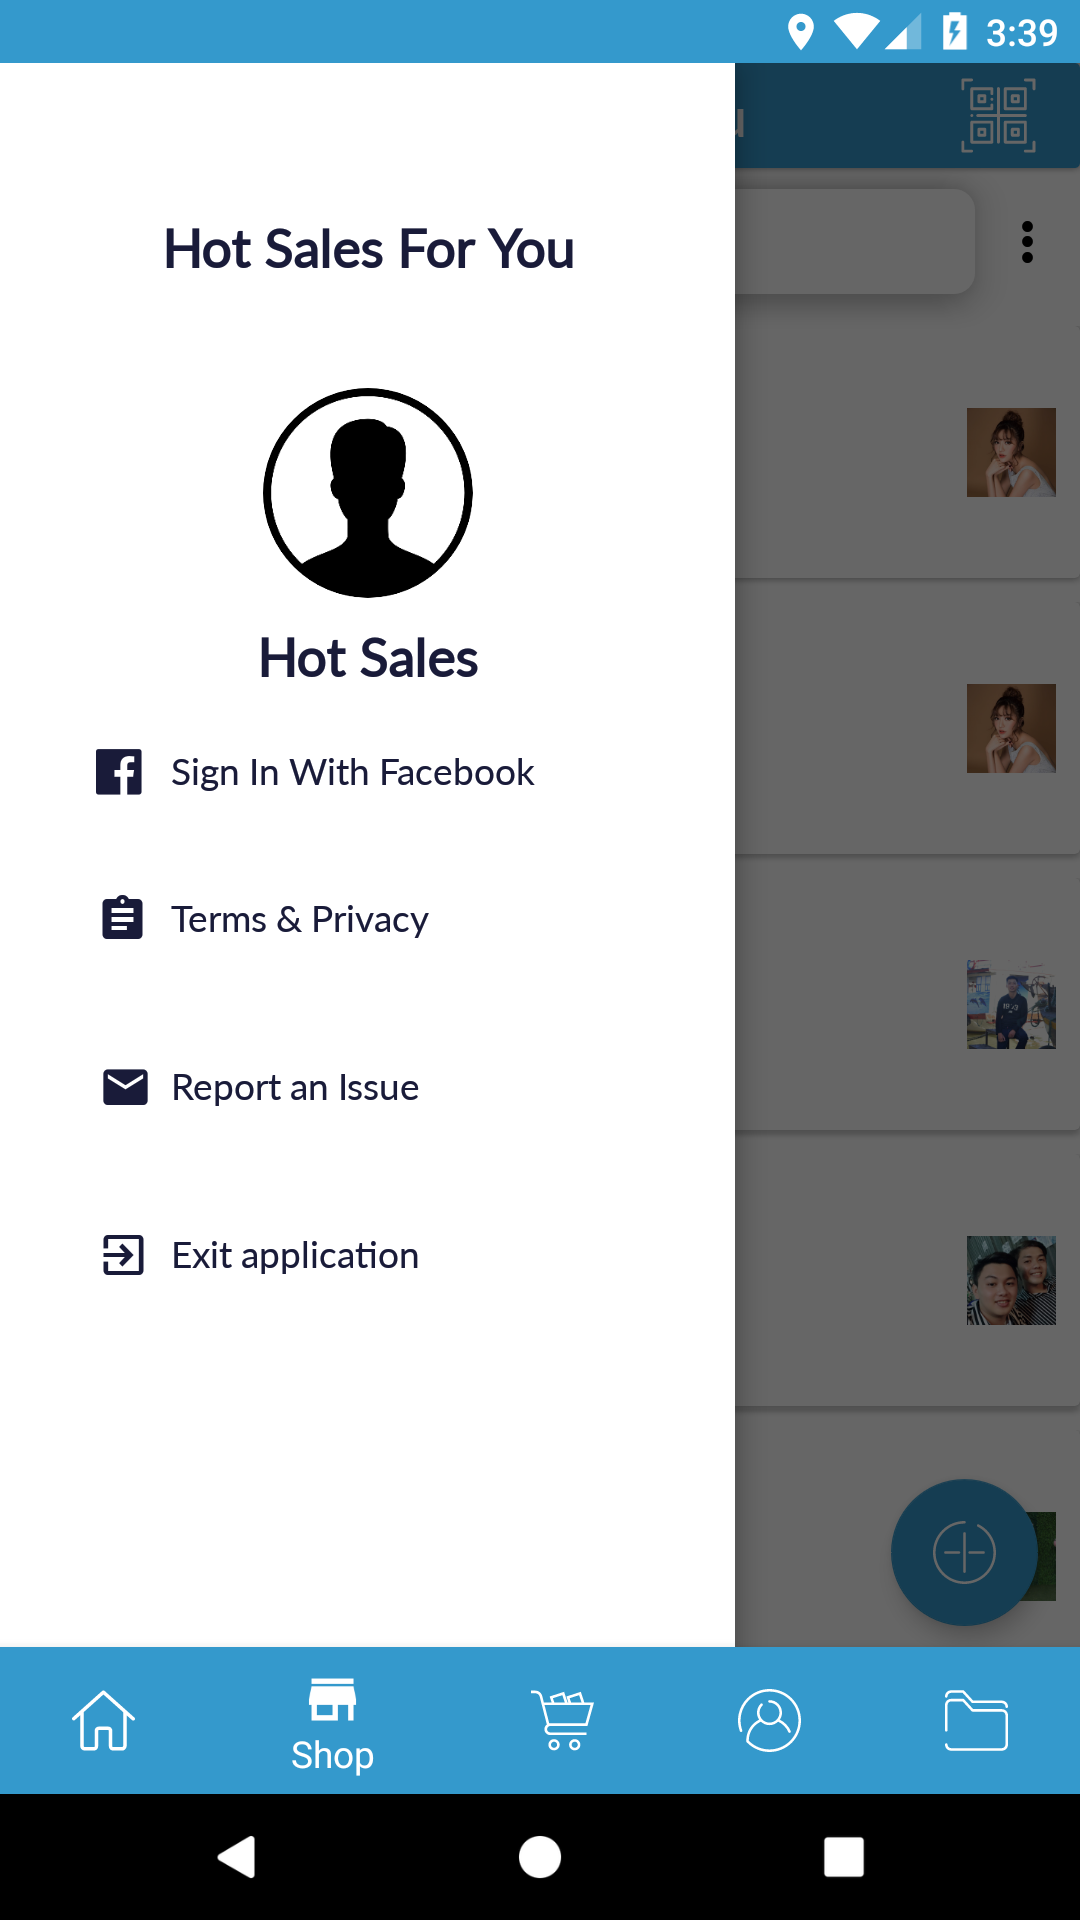 3:39
Hot Sales For You
Hot Sales
Sign In With Facebook
Terms & Privacy
Report an Issue
Exit application
Shop